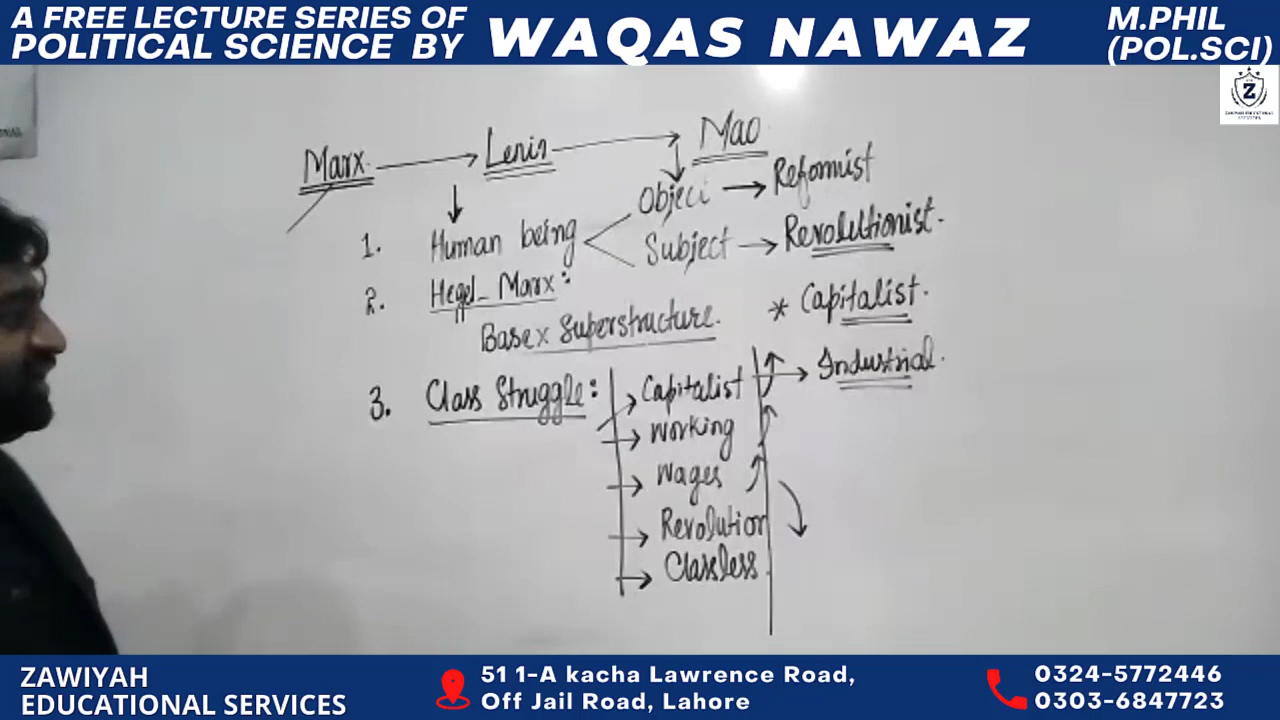 A FREE LECTURE SERIES OF
POLITICAL SCIENCE BY
WAQAS NAWAZ
M.PHIL
(POL.SCI)
Z
Marx → Lenin → Mao
1. Human being
Object → Reformist
Subject → Revolutionist.
2. Hegel - Marx:
Base x Superstructure.
* Capitalist.
3. Class Struggle:
→ Capitalist → Industrial.
→ Working
→ Wages
→ Revolution
→ Classless
ZAWIYAH
EDUCATIONAL SERVICES
51 1-A kacha Lawrence Road,
Off Jail Road, Lahore
0324-5772446
0303-6847723